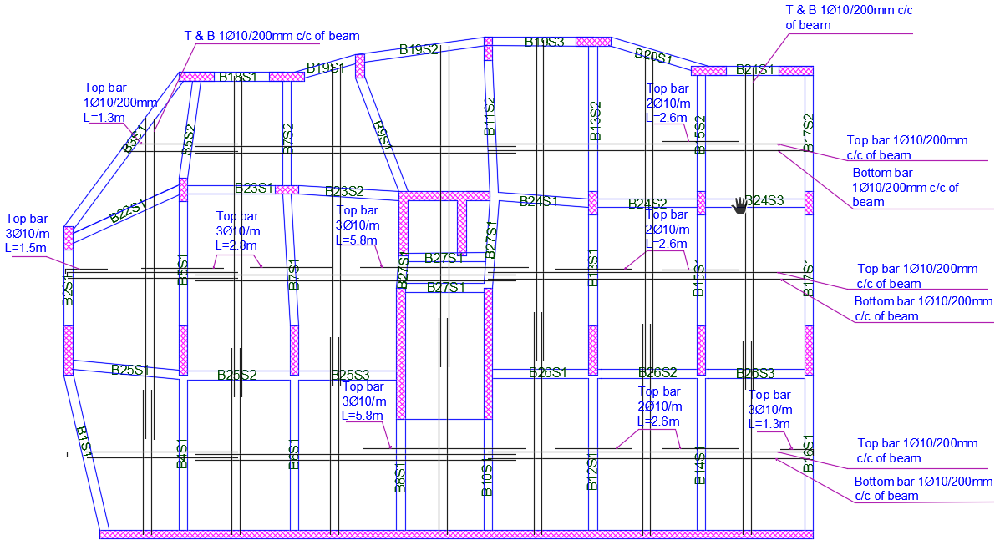 T & B 1Ø10/200mm c/c
of beam
T & B 1Ø10/200mm c/c of beam
B19S3
B19S2
B20S1
B19S1
B21S1
B18S1
Top bar
1Ø10/200mm
L=1.3m
Top bar
2Ø10/m
L=2.6m
B3S1
B5S2
B7S2
B9S1
B11S2
B13S2
B15S2
B17S2
Top bar 1Ø10/200mm
c/c of beam
Bottom bar
1Ø10/200mm c/c of
beam
B22S1
B23S1
B23S2
B24S1
B24S2
B24S3
Top bar
3Ø10/m
L=1.5m
Top bar
3Ø10/m
L=2.8m
Top bar
3Ø10/m
L=5.8m
Top bar
2Ø10/m
L=2.6m
B27S1
B27S1
B27S1
B27S1
B2S1
B5S1
B7S1
B13S1
B15S1
B17S1
Top bar 1Ø10/200mm
c/c of beam
Bottom bar 1Ø10/200mm
c/c of beam
B25S1
B25S2
B25S3
B26S1
B26S2
B26S3
Top bar
3Ø10/m
L=5.8m
Top bar
2Ø10/m
L=2.6m
Top bar
3Ø10/m
L=1.3m
B1S1
B4S1
B6S1
B8S1
B10S1
B12S1
B14S1
B16S1
Top bar 1Ø10/200mm
c/c of beam
Bottom bar 1Ø10/200mm
c/c of beam